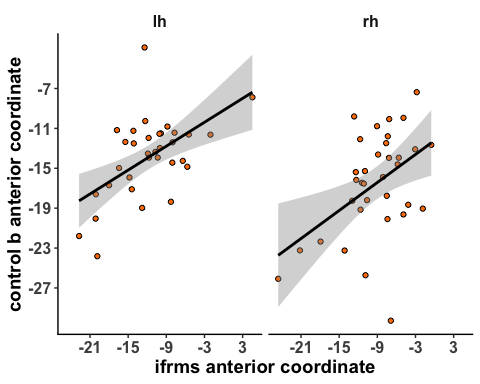 lh rh
control b anterior coordinate
-7
-11
-15
-19
-23
-27
-21 -15 -9 -3 3 -21 -15 -9 -3 3
ifrms anterior coordinate